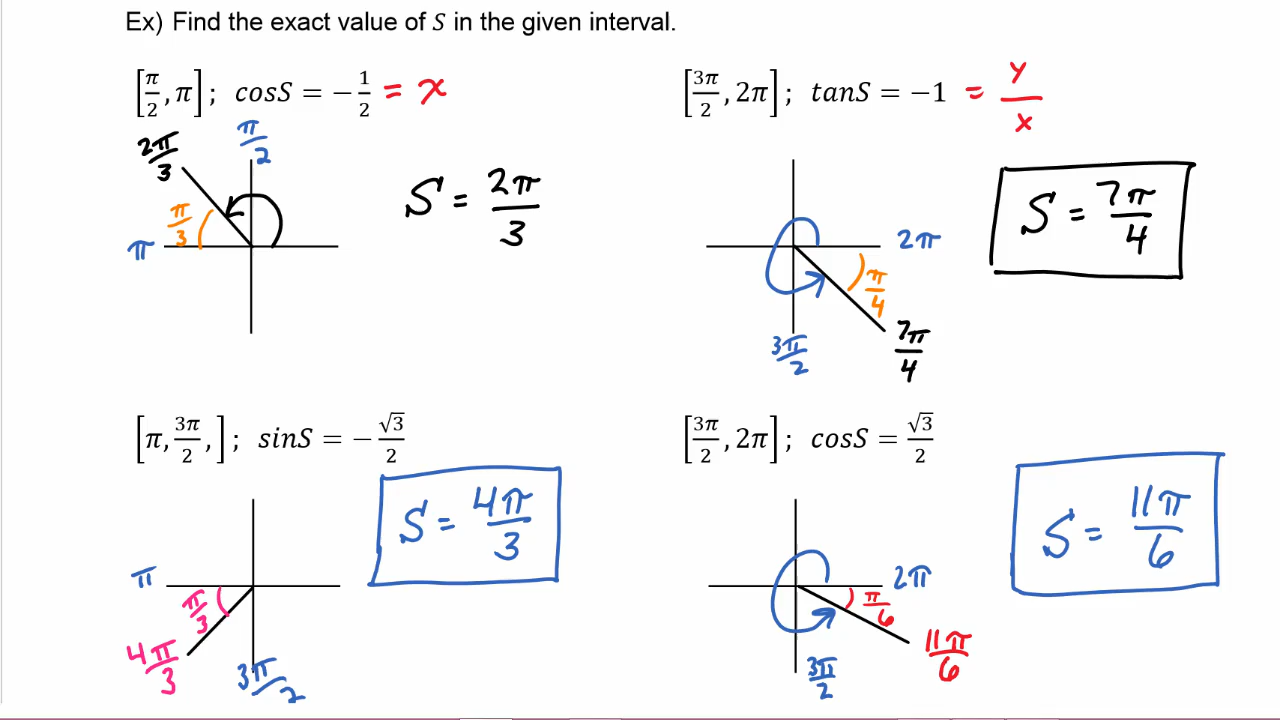 Ex) Find the exact value of S in the given interval.
[π/2, π]; cosS = −1/2 = x
π/2
2π/3
π/3
π
S = 2π/3
[3π/2, 2π]; tanS = −1 = y/x
2π
π/4
7π/4
3π/2
S = 7π/4
[π, 3π/2, ]; sinS = −√3/2
S = 4π/3
π
π/3
4π/3
3π/2
[3π/2, 2π]; cosS = √3/2
S = 11π/6
2π
π/6
11π/6
3π/2